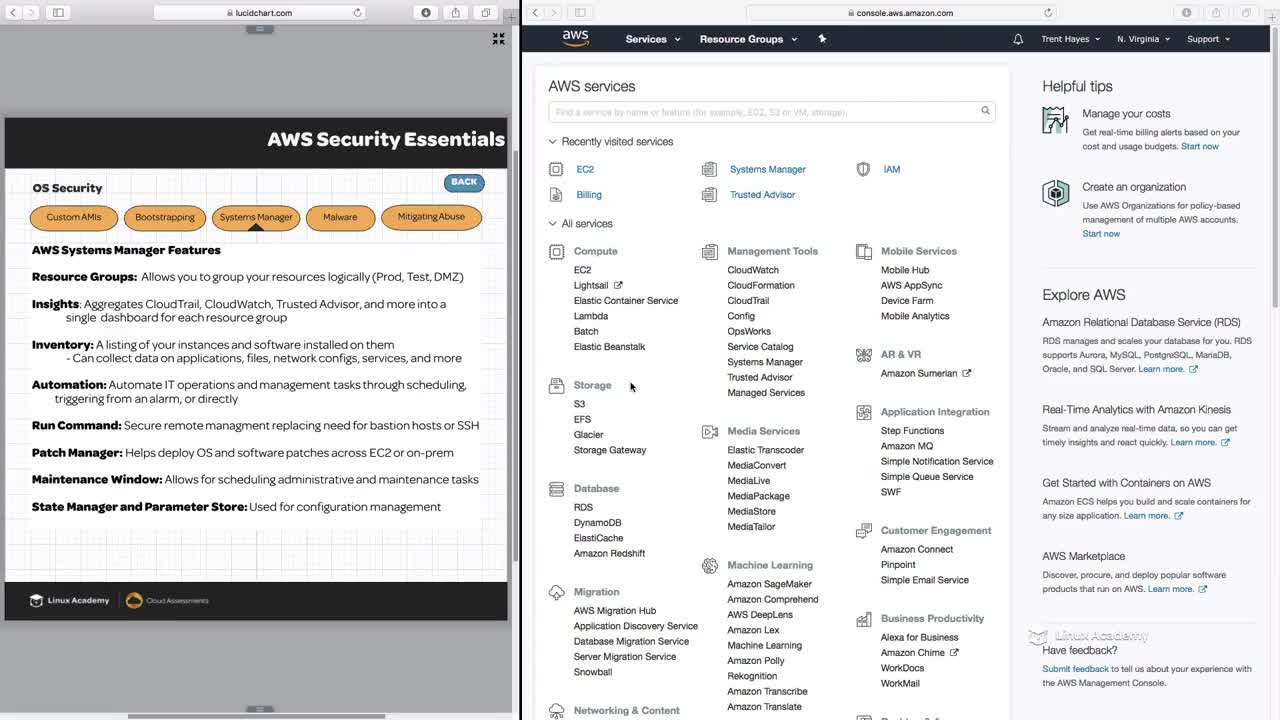 lucidchart.com
AWS Security Essentials
OS Security
BACK
Custom AMIs
Bootstrapping
Systems Manager
Malware
Mitigating Abuse
AWS Systems Manager Features
Resource Groups: Allows you to group your resources logically (Prod, Test, DMZ)
Insights: Aggregates CloudTrail, CloudWatch, Trusted Advisor, and more into a
single dashboard for each resource group
Inventory: A listing of your instances and software installed on them
- Can collect data on applications, files, network configs, services, and more
Automation: Automate IT operations and management tasks through scheduling,
triggering from an alarm, or directly
Run Command: Secure remote managment replacing need for bastion hosts or SSH
Patch Manager: Helps deploy OS and software patches across EC2 or on-prem
Maintenance Window: Allows for scheduling administrative and maintenance tasks
State Manager and Parameter Store: Used for configuration management
Linux Academy
Cloud Assessments
console.aws.amazon.com
aws
Services
Resource Groups
Trent Hayes
N. Virginia
Support
AWS services
Find a service by name or feature (for example, EC2, S3 or VM, storage).
Recently visited services
EC2
Systems Manager
IAM
Billing
Trusted Advisor
All services
Compute
EC2
Lightsail
Elastic Container Service
Lambda
Batch
Elastic Beanstalk
Storage
S3
EFS
Glacier
Storage Gateway
Database
RDS
DynamoDB
ElastiCache
Amazon Redshift
Migration
AWS Migration Hub
Application Discovery Service
Database Migration Service
Server Migration Service
Snowball
Networking & Content
Management Tools
CloudWatch
CloudFormation
CloudTrail
Config
OpsWorks
Service Catalog
Systems Manager
Trusted Advisor
Managed Services
Media Services
Elastic Transcoder
MediaConvert
MediaLive
MediaPackage
MediaStore
MediaTailor
Machine Learning
Amazon SageMaker
Amazon Comprehend
AWS DeepLens
Amazon Lex
Machine Learning
Amazon Polly
Rekognition
Amazon Transcribe
Amazon Translate
Mobile Services
Mobile Hub
AWS AppSync
Device Farm
Mobile Analytics
AR & VR
Amazon Sumerian
Application Integration
Step Functions
Amazon MQ
Simple Notification Service
Simple Queue Service
SWF
Customer Engagement
Amazon Connect
Pinpoint
Simple Email Service
Business Productivity
Alexa for Business
Amazon Chime
WorkDocs
WorkMail
Helpful tips
Manage your costs
Get real-time billing alerts based on your
cost and usage budgets. Start now
Create an organization
Use AWS Organizations for policy-based
management of multiple AWS accounts.
Start now
Explore AWS
Amazon Relational Database Service (RDS)
RDS manages and scales your database for you. RDS
supports Aurora, MySQL, PostgreSQL, MariaDB,
Oracle, and SQL Server. Learn more.
Real-Time Analytics with Amazon Kinesis
Stream and analyze real-time data, so you can get
timely insights and react quickly. Learn more.
Get Started with Containers on AWS
Amazon ECS helps you build and scale containers for
any size application. Learn more.
AWS Marketplace
Discover, procure, and deploy popular software
products that run on AWS. Learn more.
Linux Academy
Have feedback?
Submit feedback to tell us about your experience with
the AWS Management Console.